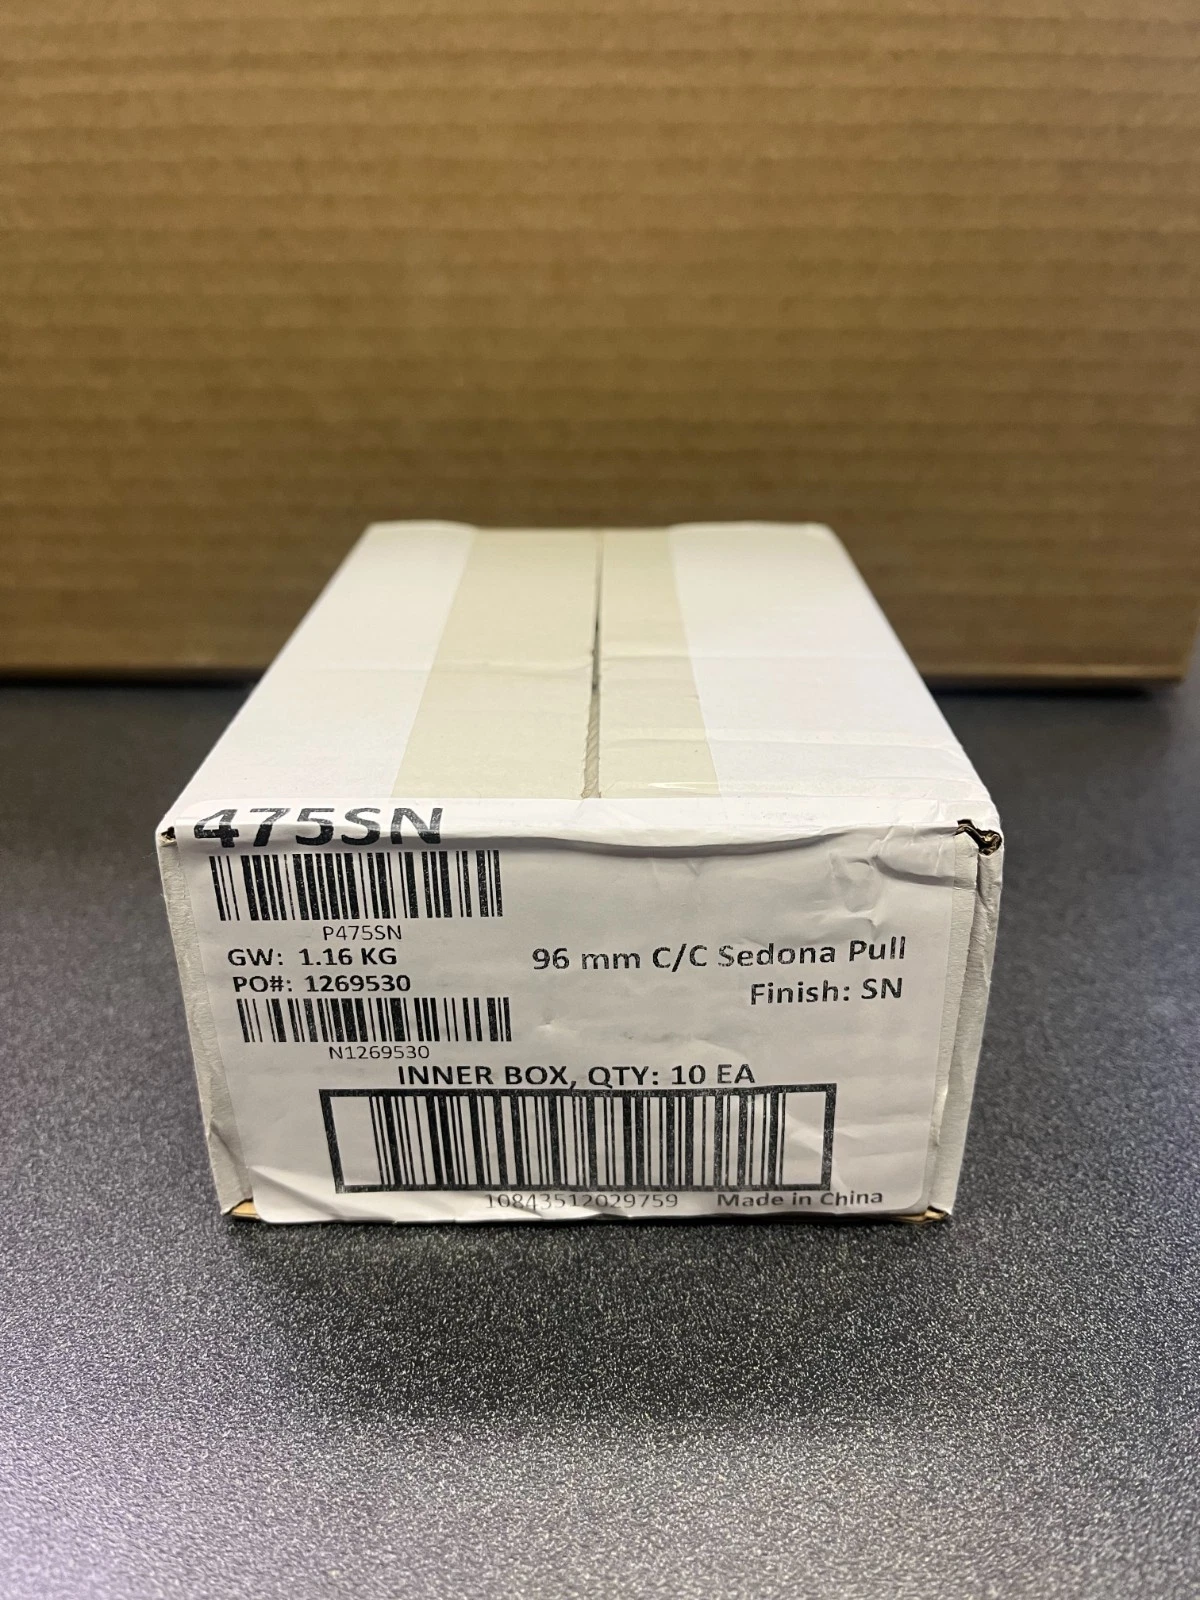 475SN
P475SN
GW: 1.16 KG
PO#: 1269530
N1269530
96 mm C/C Sedona Pull
Finish: SN
INNER BOX, QTY: 10 EA
10843512029759 Made in China